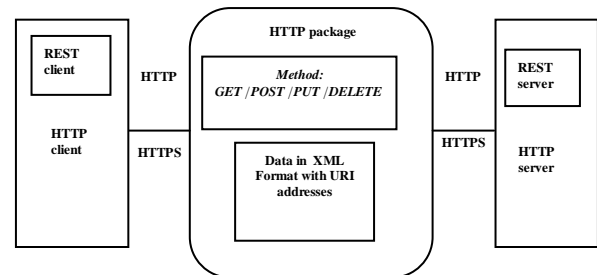 REST
client
HTTP
client
HTTP
HTTPS
HTTP package
Method:
GET /POST /PUT /DELETE
Data in XML
Format with URI
addresses
HTTP
HTTPS
REST
server
HTTP
server